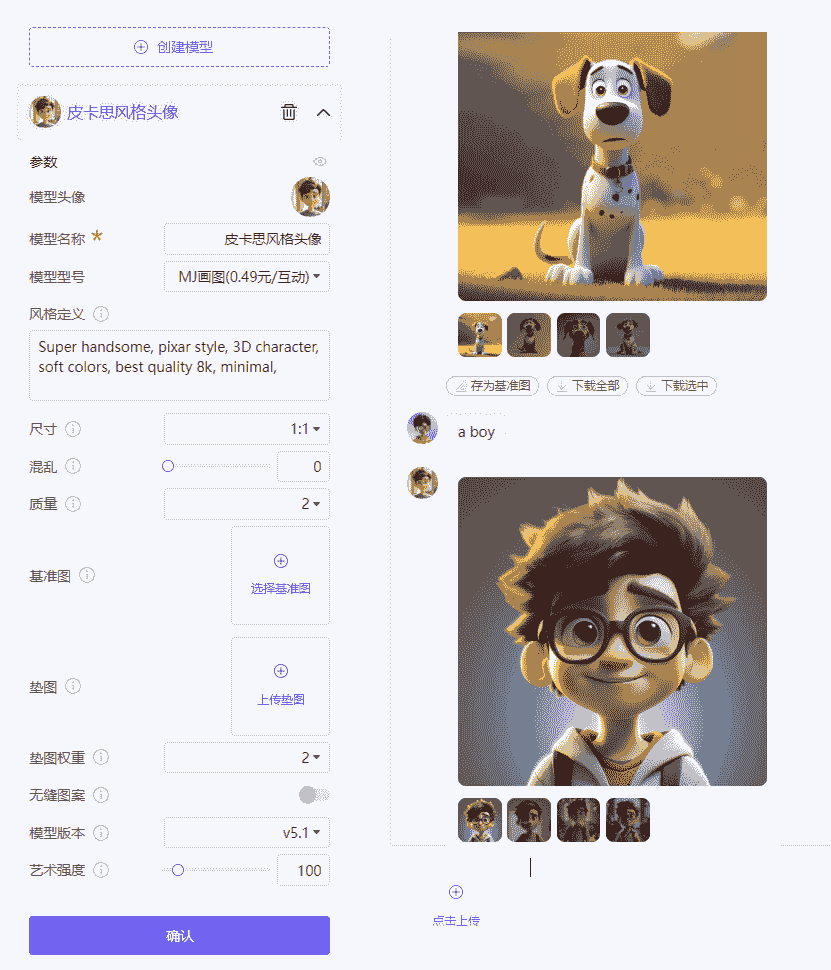 创建模型
皮卡思风格头像
参数
模型头像
模型名称 * 皮卡思风格头像
模型型号 MJ画图(0.49元/互动)
风格定义
Super handsome, pixar style, 3D character,
soft colors, best quality 8k, minimal,
尺寸 1:1
混乱 0
质量 2
基准图
选择基准图
垫图
上传垫图
垫图权重 2
无缝图案
模型版本 v5.1
艺术强度 100
确认
存为基准图 下载全部 下载选中
a boy
点击上传